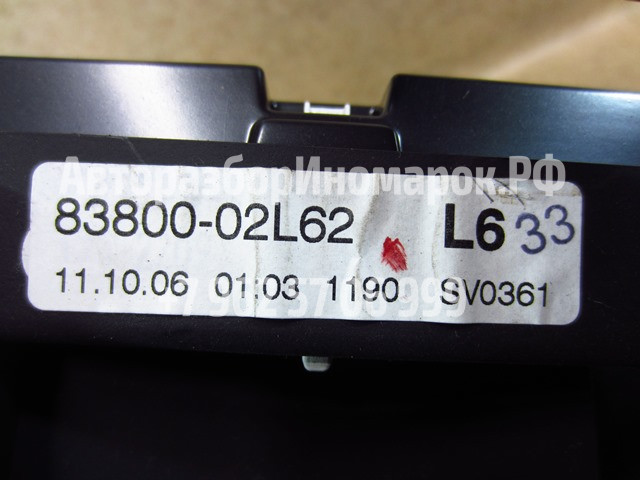 АвторазборИномарок.РФ
83800-02L62 L6 33
11.10.06 01:03 1190 SV0361